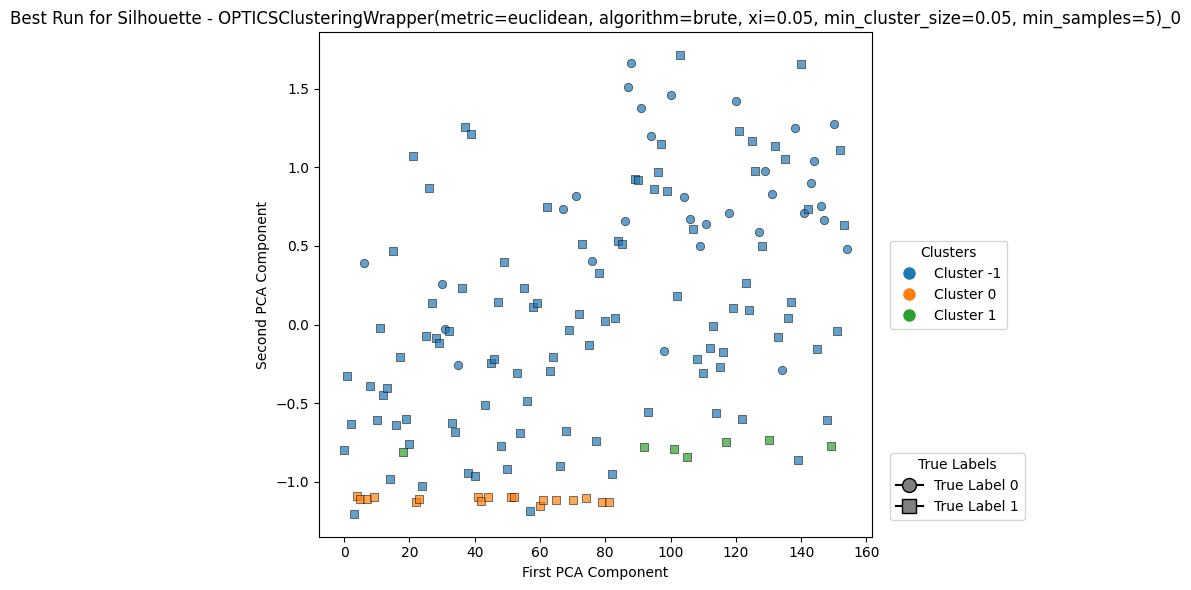 Best Run for Silhouette - OPTICSClusteringWrapper(metric=euclidean, algorithm=brute, xi=0.05, min_cluster_size=0.05, min_samples=5)_0
1.5
1.0
0.5
0.0
−0.5
−1.0
Second PCA Component
0 20 40 60 80 100 120 140 160
First PCA Component
Clusters
Cluster -1
Cluster 0
Cluster 1
True Labels
True Label 0
True Label 1